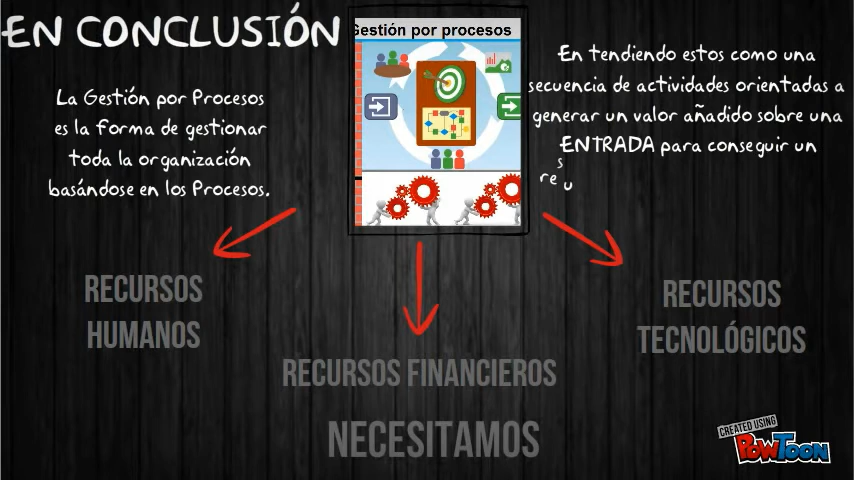 EN CONCLUSIÓN
La Gestión por Procesos
es la forma de gestionar
toda la organización
basándose en los Procesos.
Gestión por procesos
En tendiendo estos como una
secuencia de actividades orientadas a
generar un valor añadido sobre una
ENTRADA para conseguir un
resu
RECURSOS
HUMANOS
RECURSOS FINANCIEROS
NECESITAMOS
RECURSOS
TECNOLÓGICOS
CREATED USING
POWTOON